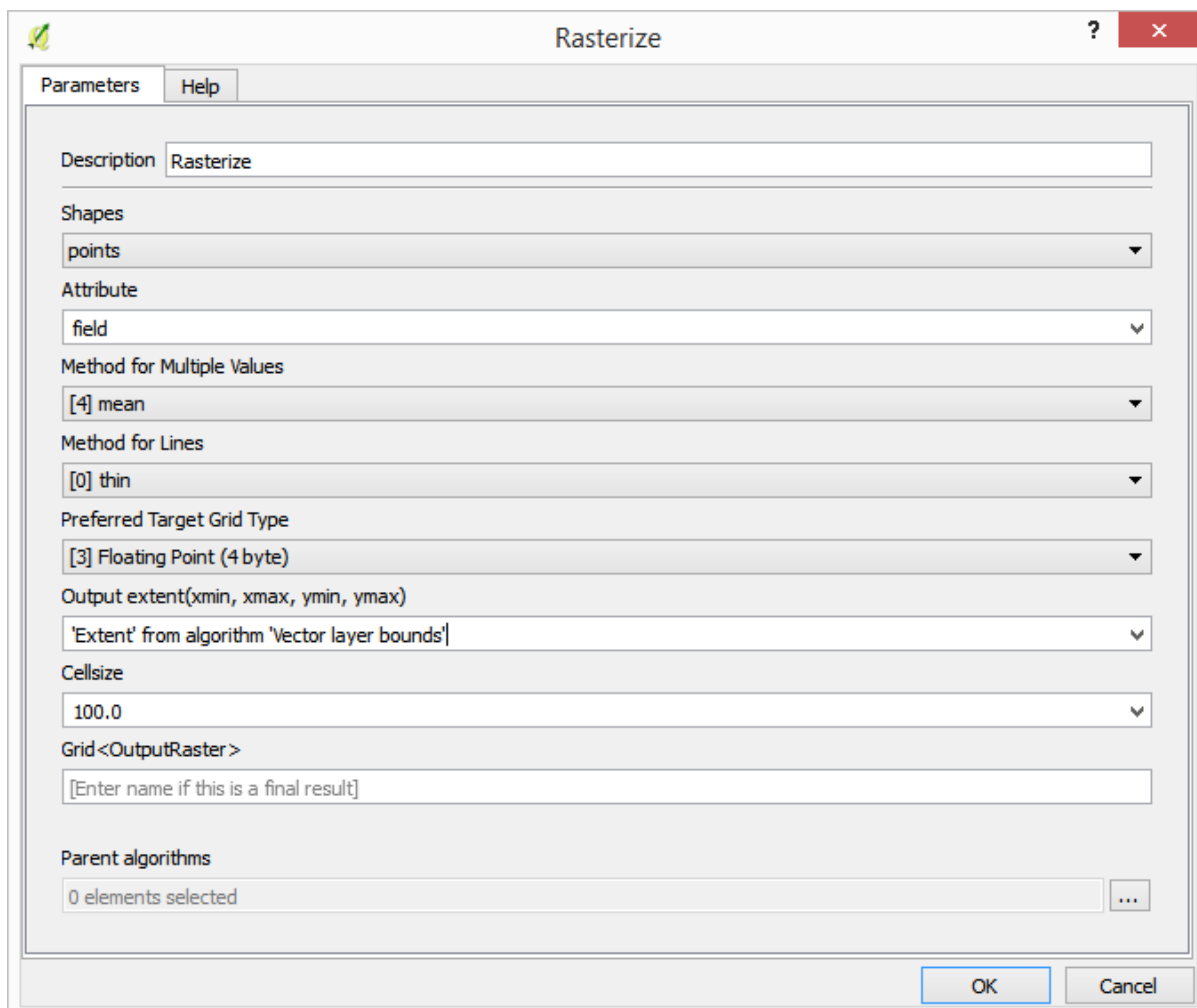 Rasterize
?
Parameters
Help
Description
Rasterize
Shapes
points
Attribute
field
Method for Multiple Values
[4] mean
Method for Lines
[0] thin
Preferred Target Grid Type
[3] Floating Point (4 byte)
Output extent(xmin, xmax, ymin, ymax)
'Extent' from algorithm 'Vector layer bounds'
Cellsize
100.0
Grid<OutputRaster>
[Enter name if this is a final result]
Parent algorithms
0 elements selected
...
OK
Cancel